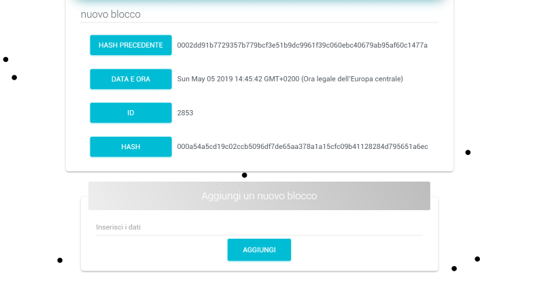 nuovo blocco
HASH PRECEDENTE 0002dd91b7729357b779bcf3e51b9dc9961f39c060ebc40679ab95af60c1477a
DATA E ORA Sun May 05 2019 14:45:42 GMT+0200 (Ora legale dell'Europa centrale)
ID 2853
HASH 000a54a5cd19c02ccb5096df7de65aa378a1a15cfc09b41128284d795651a6ec
Aggiungi un nuovo blocco
Inserisci i dati
AGGIUNGI